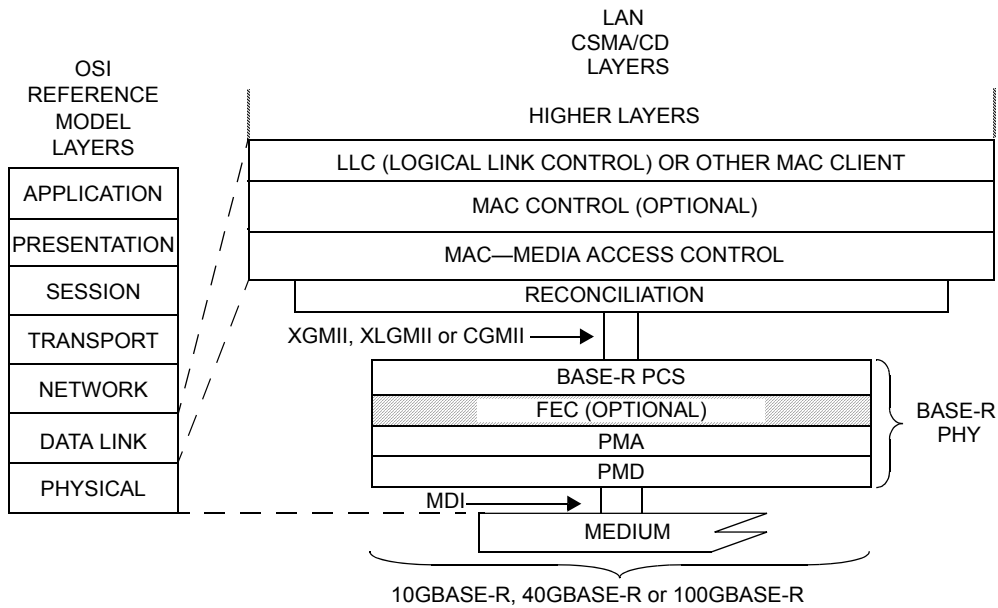 LAN
CSMA/CD
LAYERS
OSI
REFERENCE
MODEL
LAYERS
HIGHER LAYERS
LLC (LOGICAL LINK CONTROL) OR OTHER MAC CLIENT
MAC CONTROL (OPTIONAL)
MAC—MEDIA ACCESS CONTROL
RECONCILIATION
APPLICATION
PRESENTATION
SESSION
TRANSPORT
NETWORK
DATA LINK
PHYSICAL
XGMII, XLGMII or CGMII
BASE-R PCS
FEC (OPTIONAL)
PMA
PMD
BASE-R
PHY
MDI
MEDIUM
10GBASE-R, 40GBASE-R or 100GBASE-R